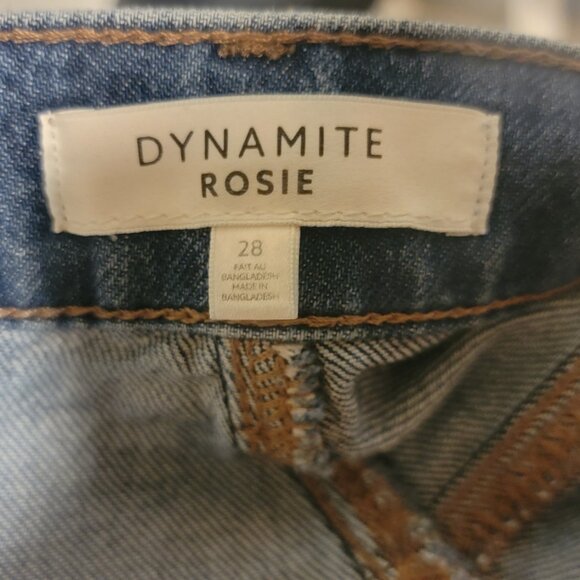 DYNAMITE
ROSIE
28
FAIT AU
BANGLADESH
MADE IN
BANGLADESH